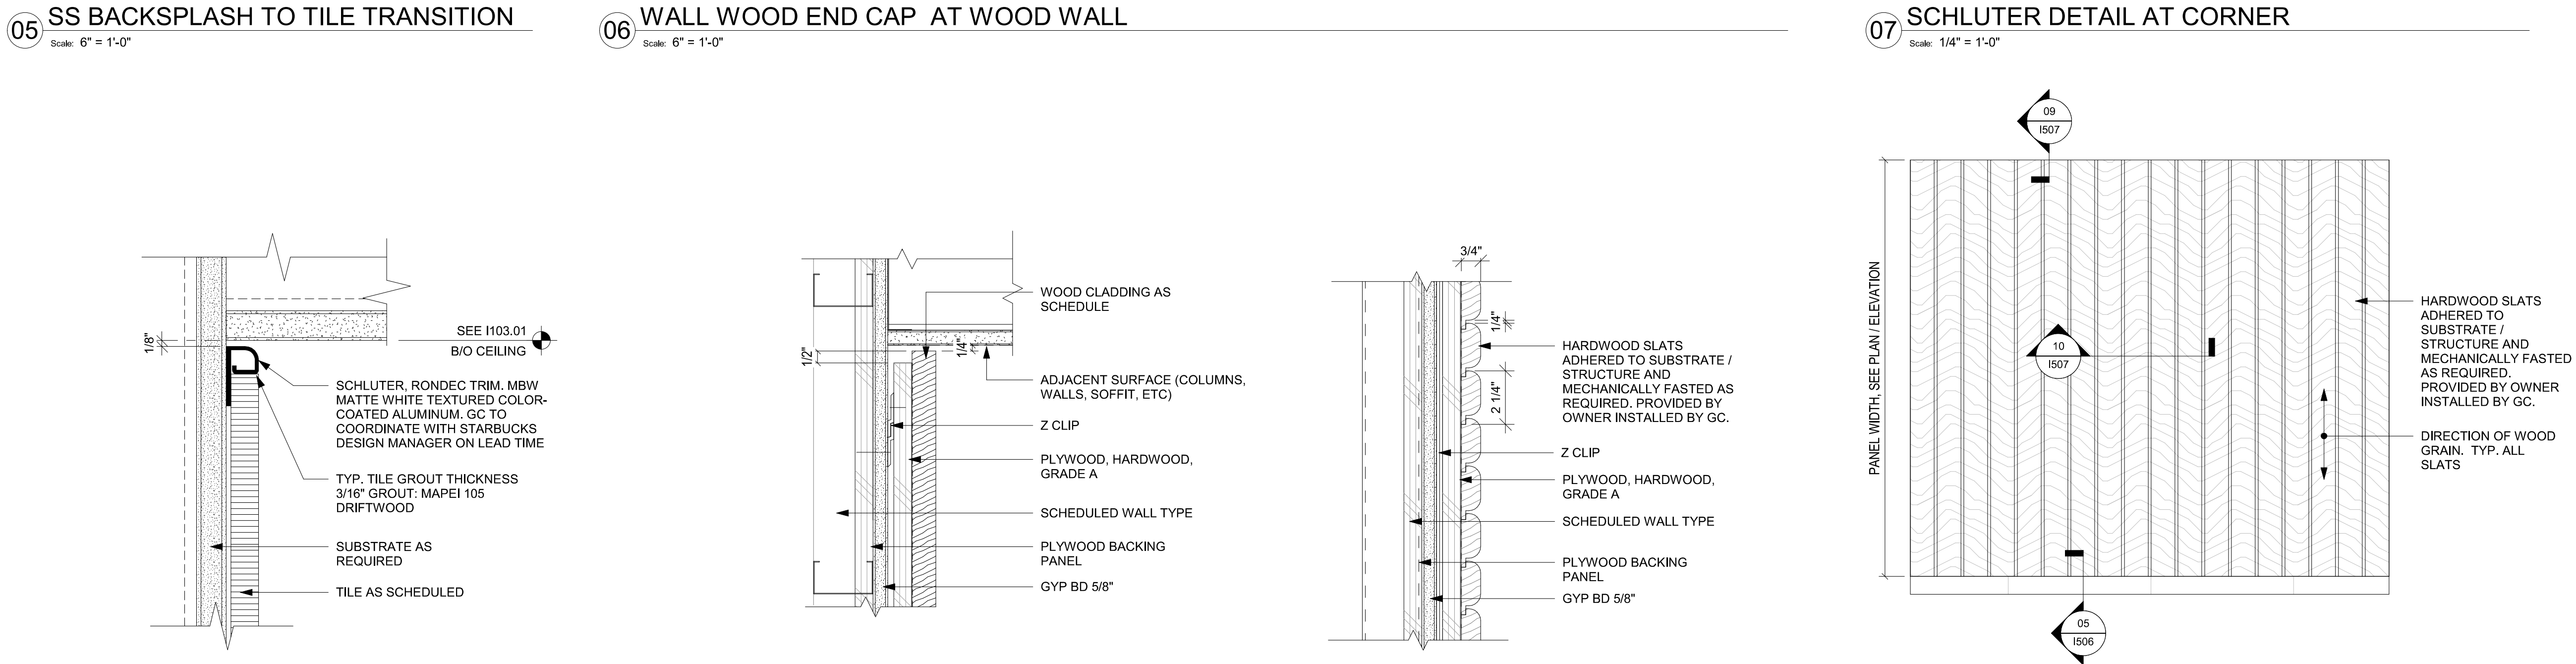 05
SS BACKSPLASH TO TILE TRANSITION
Scale: 6" = 1'-0"
06
WALL WOOD END CAP AT WOOD WALL
Scale: 6" = 1'-0"
07
SCHLUTER DETAIL AT CORNER
Scale: 1/4" = 1'-0"
1/8"
SEE I103.01
B/O CEILING
SCHLUTER, RONDEC TRIM. MBW
MATTE WHITE TEXTURED COLOR-
COATED ALUMINUM. GC TO
COORDINATE WITH STARBUCKS
DESIGN MANAGER ON LEAD TIME
TYP. TILE GROUT THICKNESS
3/16" GROUT: MAPEI 105
DRIFTWOOD
SUBSTRATE AS
REQUIRED
TILE AS SCHEDULED
1/2"
1/4"
WOOD CLADDING AS
SCHEDULE
ADJACENT SURFACE (COLUMNS,
WALLS, SOFFIT, ETC)
Z CLIP
PLYWOOD, HARDWOOD,
GRADE A
SCHEDULED WALL TYPE
PLYWOOD BACKING
PANEL
GYP BD 5/8"
3/4"
1/4"
2 1/4"
HARDWOOD SLATS
ADHERED TO SUBSTRATE /
STRUCTURE AND
MECHANICALLY FASTED AS
REQUIRED. PROVIDED BY
OWNER INSTALLED BY GC.
Z CLIP
PLYWOOD, HARDWOOD,
GRADE A
SCHEDULED WALL TYPE
PLYWOOD BACKING
PANEL
GYP BD 5/8"
09
I507
PANEL WIDTH, SEE PLAN / ELEVATION
10
I507
05
I506
HARDWOOD SLATS
ADHERED TO
SUBSTRATE /
STRUCTURE AND
MECHANICALLY FASTED
AS REQUIRED.
PROVIDED BY OWNER
INSTALLED BY GC.
DIRECTION OF WOOD
GRAIN. TYP. ALL
SLATS